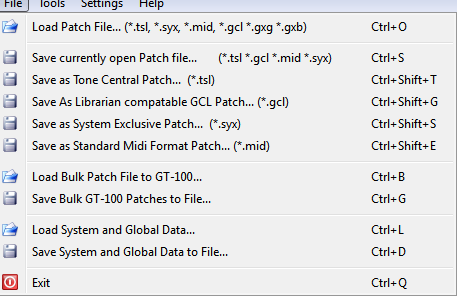 File Tools Settings Help
Load Patch File... (*.tsl, *.syx, *.mid, *.gcl *.gxg *.gxb) Ctrl+O
Save currently open Patch file... (*.tsl *.gcl *.mid *.syx) Ctrl+S
Save as Tone Central Patch... (*.tsl) Ctrl+Shift+T
Save As Librarian compatable GCL Patch... (*.gcl) Ctrl+Shift+G
Save as System Exclusive Patch... (*.syx) Ctrl+Shift+S
Save as Standard Midi Format Patch... (*.mid) Ctrl+Shift+E
Load Bulk Patch File to GT-100... Ctrl+B
Save Bulk GT-100 Patches to File... Ctrl+G
Load System and Global Data... Ctrl+L
Save System and Global Data to File... Ctrl+D
Exit Ctrl+Q